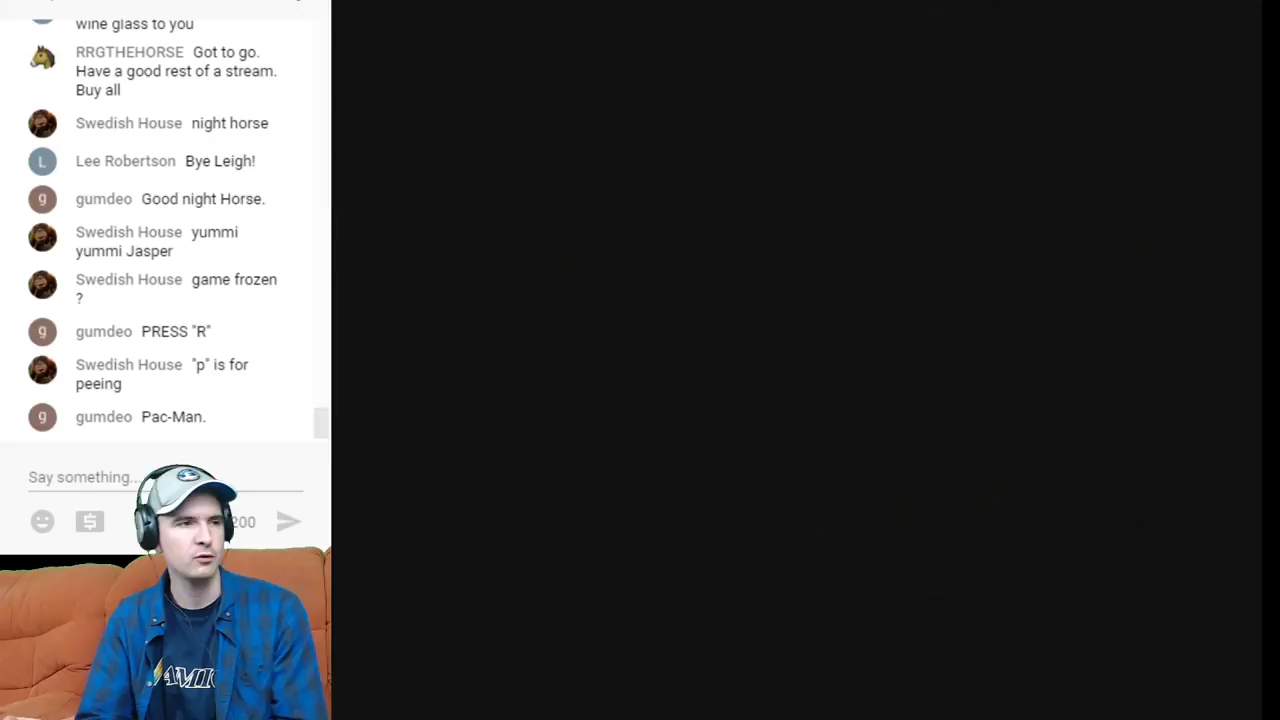 wine glass to you
RRGTHEHORSE Got to go.
Have a good rest of a stream.
Buy all
Swedish House night horse
L
Lee Robertson Bye Leigh!
g
gumdeo Good night Horse.
Swedish House yummi
yummi Jasper
Swedish House game frozen
?
g
gumdeo PRESS "R"
Swedish House "p" is for
peeing
g
gumdeo Pac-Man.
Say something...
200
AMI